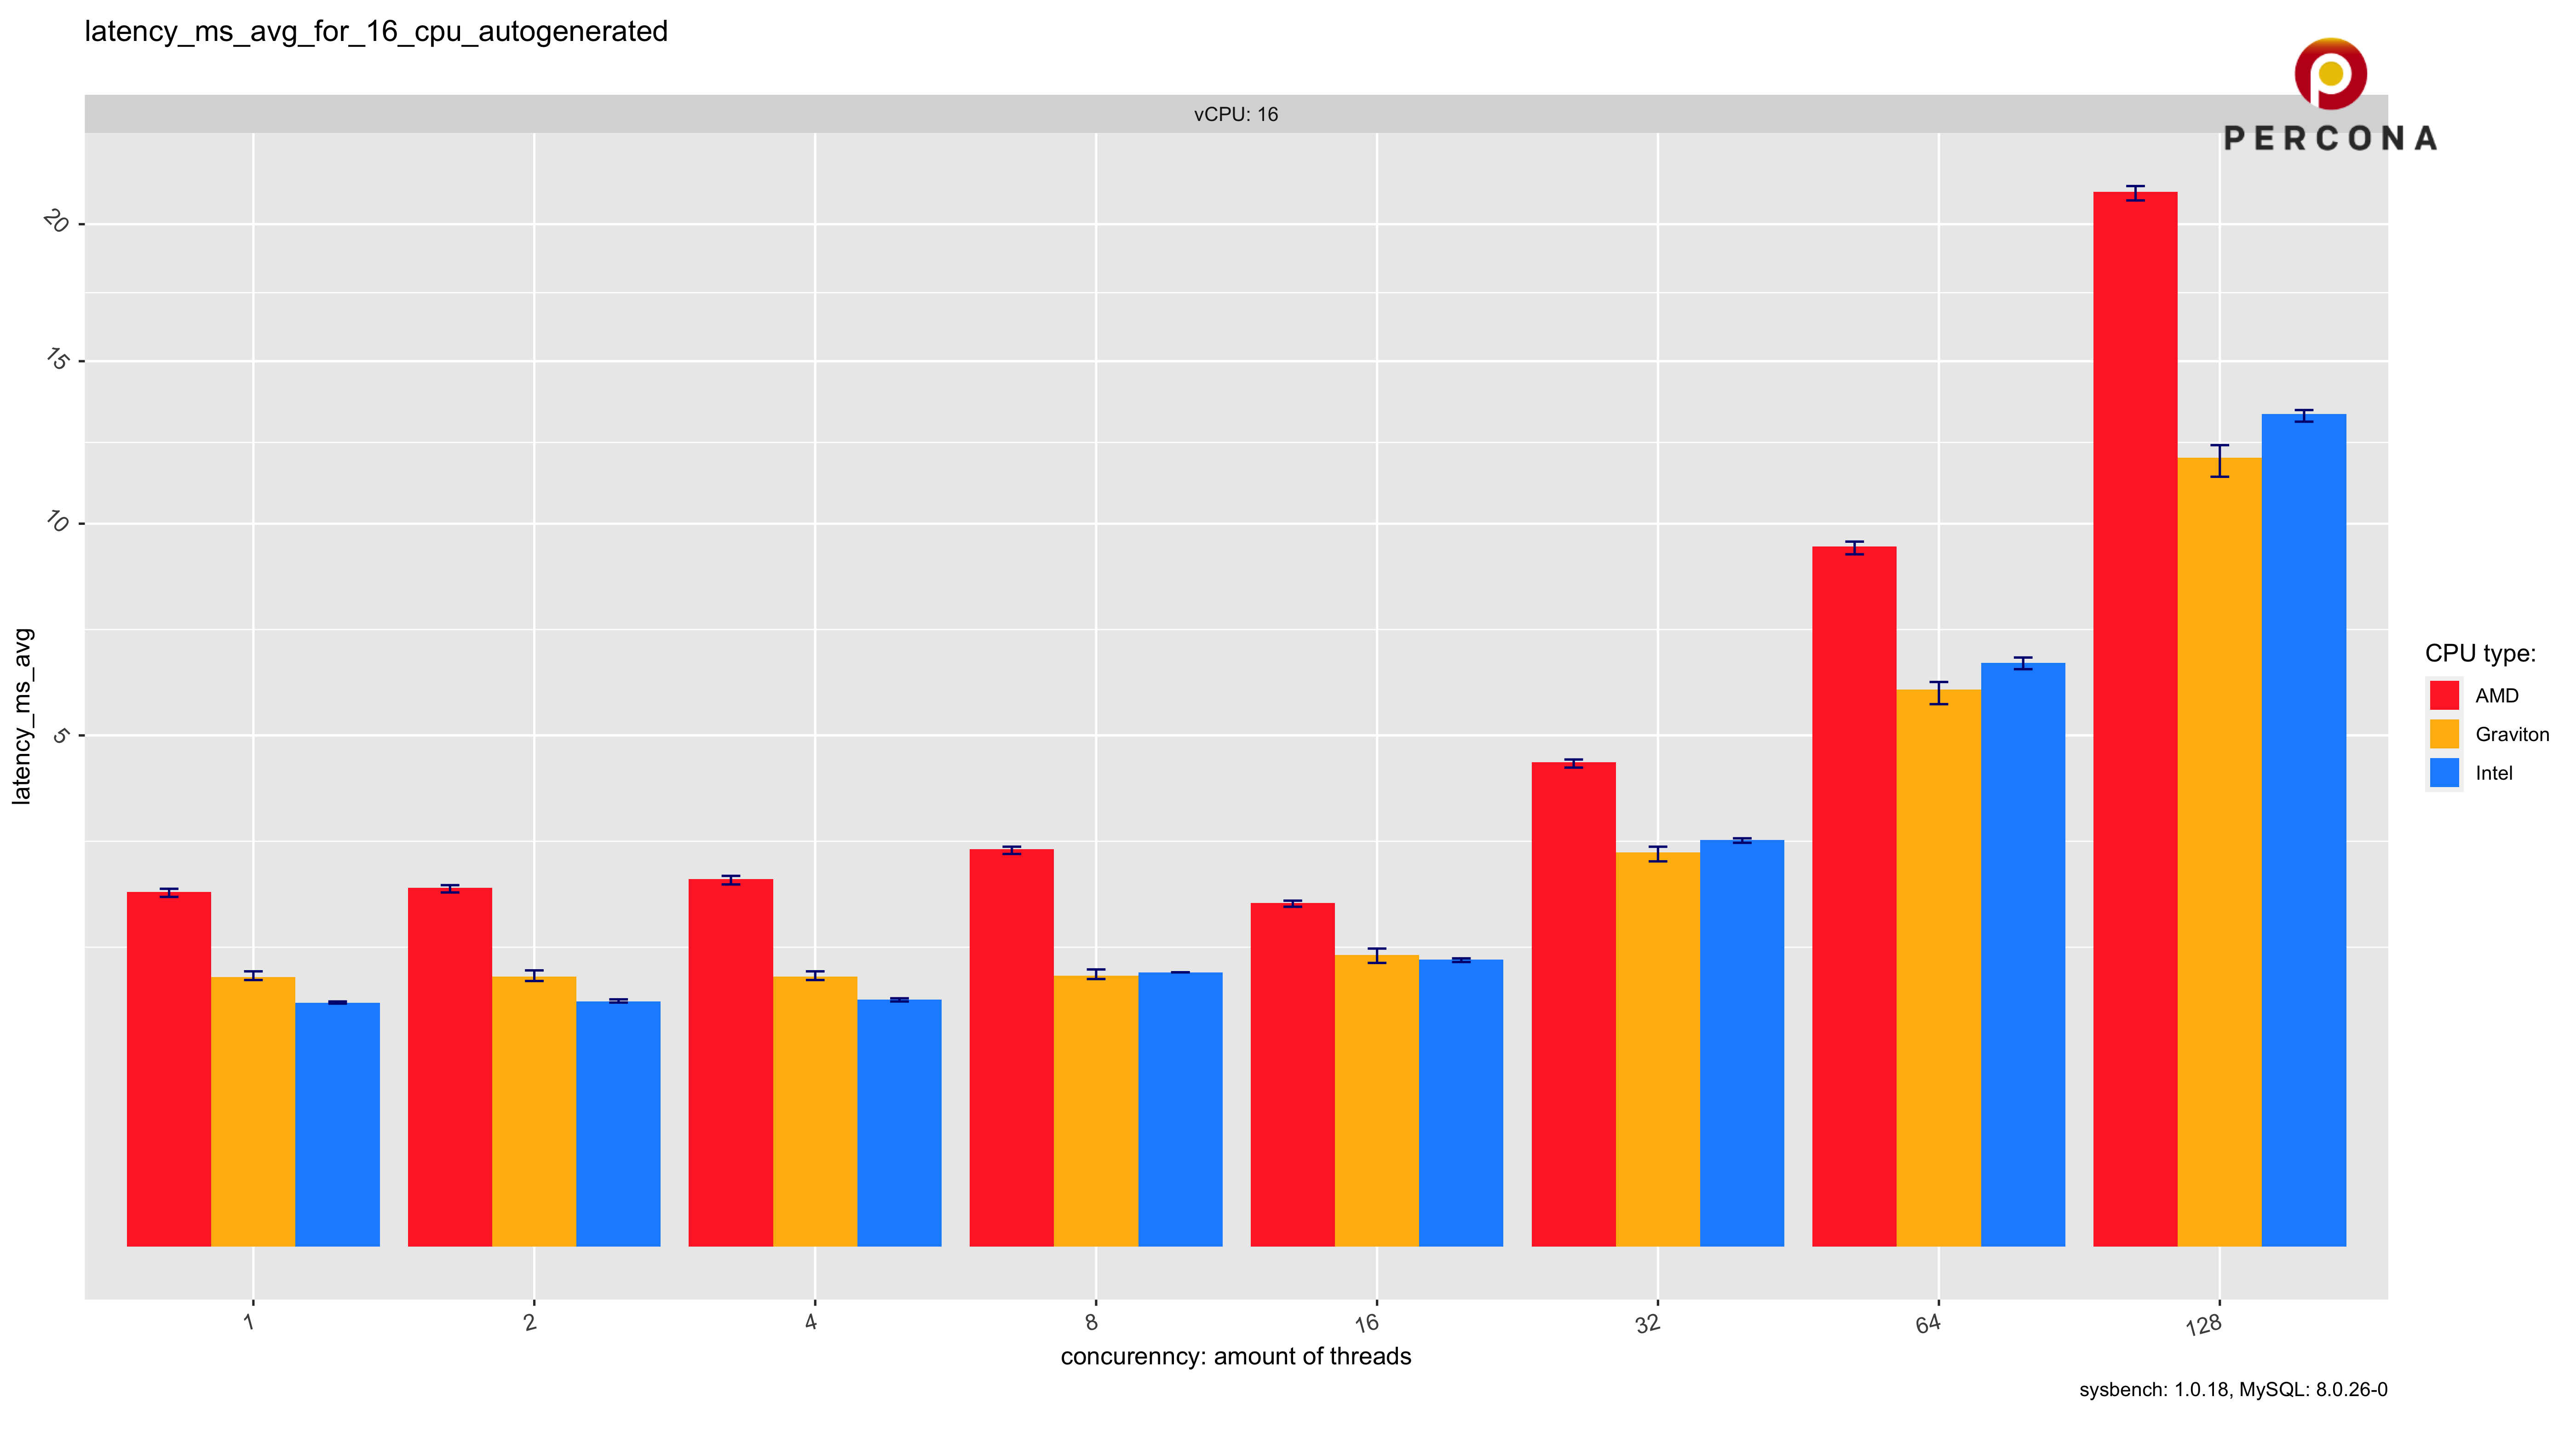 latency_ms_avg_for_16_cpu_autogenerated
PERCONA
vCPU: 16
20
15
10
5
latency_ms_avg
CPU type:
AMD
Graviton
Intel
1 2 4 8 16 32 64 128
concurenncy: amount of threads
sysbench: 1.0.18, MySQL: 8.0.26-0